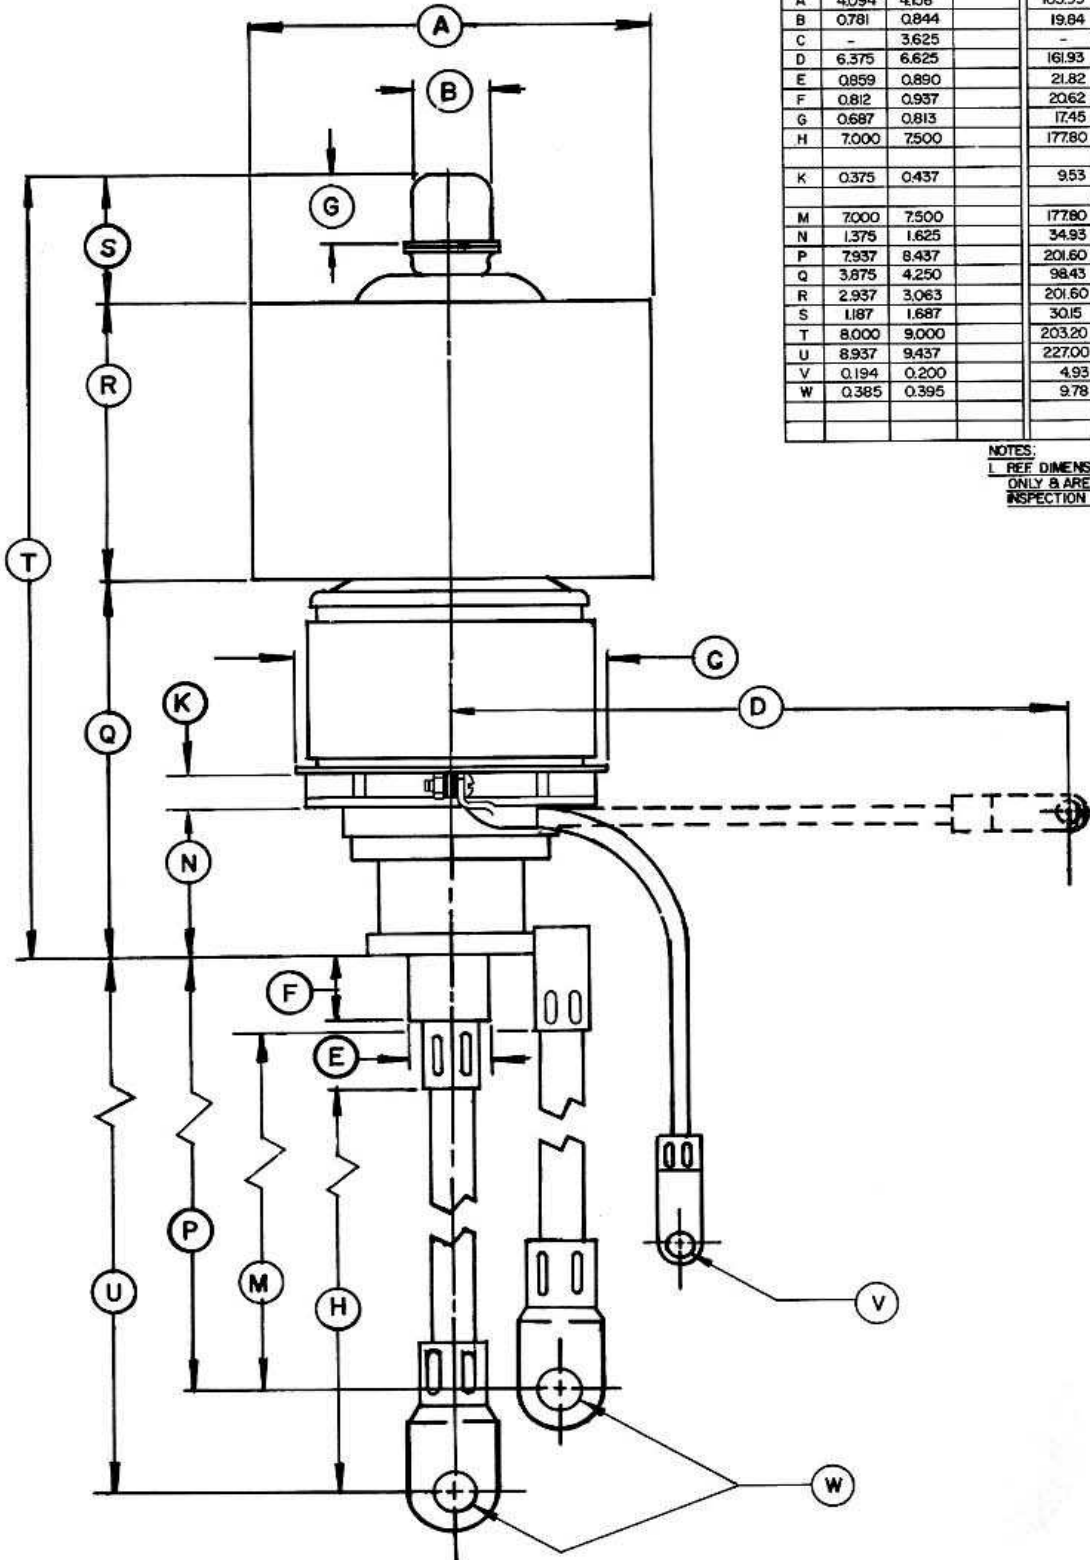 A 4.094 4.156
B 0.781 0.844 19.84
C - 3.625 -
D 6.375 6.625 161.93
E 0.859 0.890 21.82
F 0.812 0.937 20.62
G 0.687 0.813 17.45
H 7.000 7.500 177.80
K 0.375 0.437 9.53
M 7.000 7.500 177.80
N 1.375 1.625 34.93
P 7.937 8.437 201.60
Q 3.875 4.250 98.43
R 2.937 3.063 201.60
S 1.187 1.687 30.15
T 8.000 9.000 203.20
U 8.937 9.437 227.00
V 0.194 0.200 4.93
W 0.385 0.395 9.78
NOTES:
1. REF. DIMENS
ONLY & ARE
INSPECTION
A
B
G
S
R
T
C
K
D
Q
N
F
E
P
M
U
H
V
W